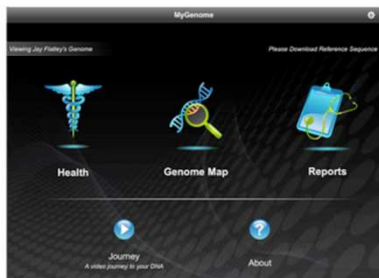 MyGenome
Viewing Jay Flatley's Genome
Please Download Reference Sequence
Health
Genome Map
Reports
Journey
A video journey to your DNA
About